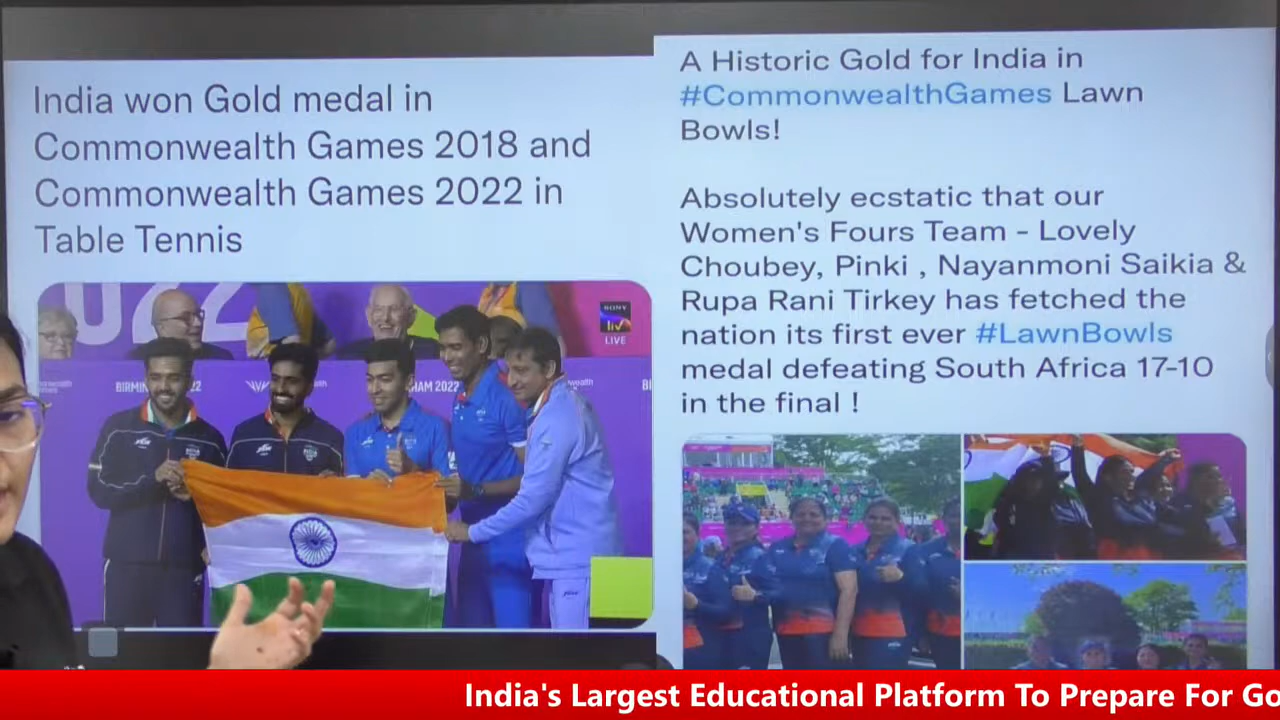 India won Gold medal in
Commonwealth Games 2018 and
Commonwealth Games 2022 in
Table Tennis
SONY
liv
LIVE
A Historic Gold for India in
#CommonwealthGames Lawn
Bowls!
Absolutely ecstatic that our
Women's Fours Team - Lovely
Choubey, Pinki , Nayanmoni Saikia &
Rupa Rani Tirkey has fetched the
nation its first ever #LawnBowls
medal defeating South Africa 17-10
in the final !
India's Largest Educational Platform To Prepare For Go